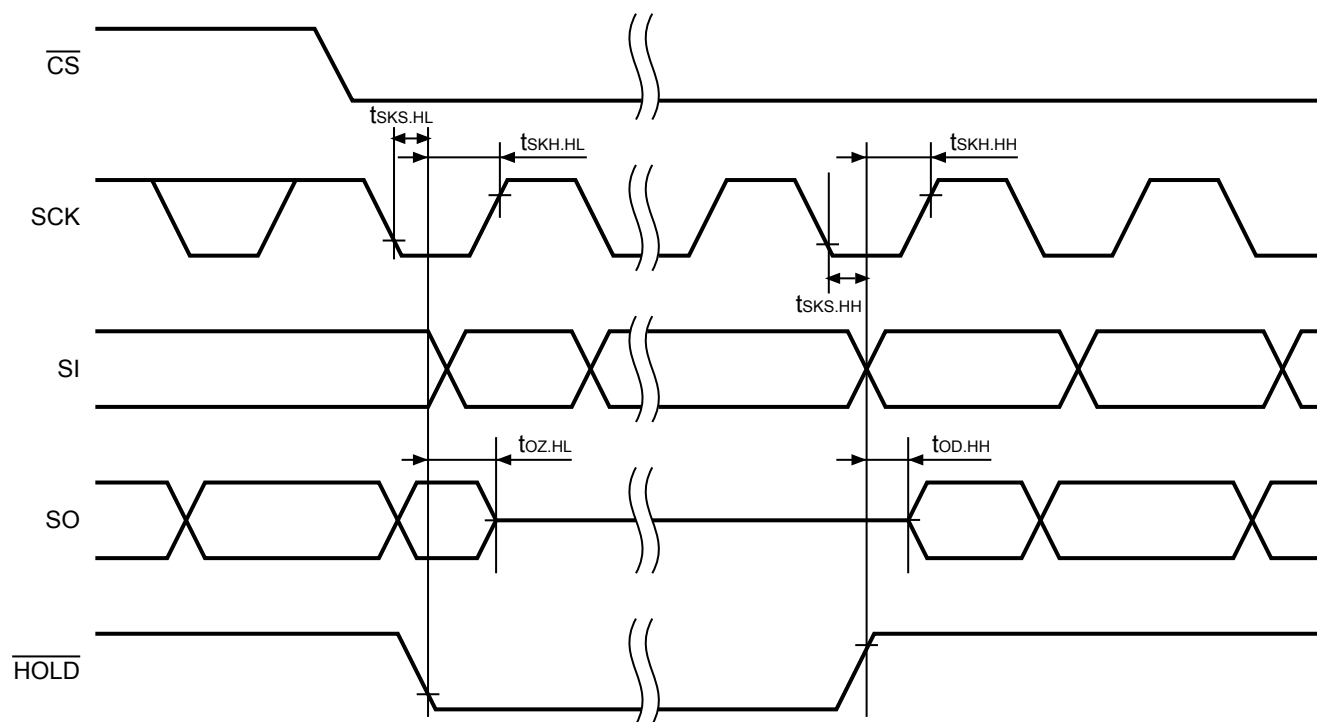 CS
tSKS.HL
tSKH.HL
tSKH.HH
SCK
tSKS.HH
SI
tOZ.HL
tOD.HH
SO
HOLD